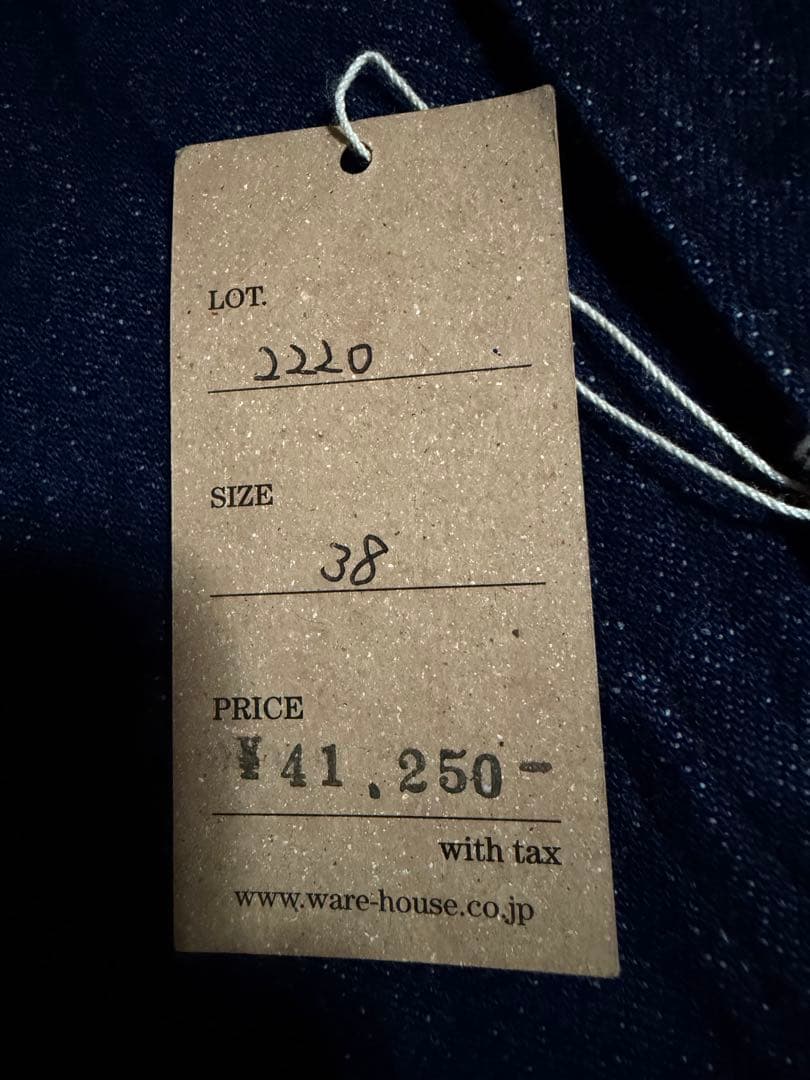 LOT.
2220
SIZE
38
PRICE
¥41.250-
with tax
www.ware-house.co.jp